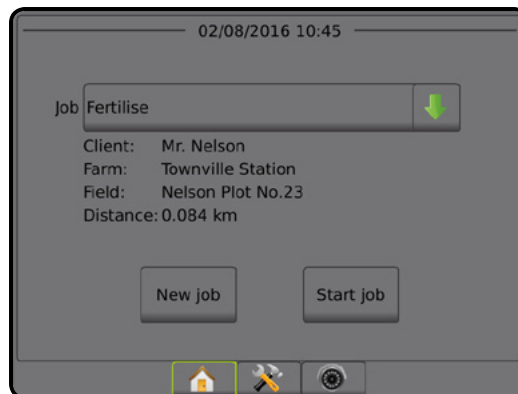 02/08/2016 10:45
Job Fertilise
Client: Mr. Nelson
Farm: Townville Station
Field: Nelson Plot No.23
Distance: 0.084 km
New job Start job